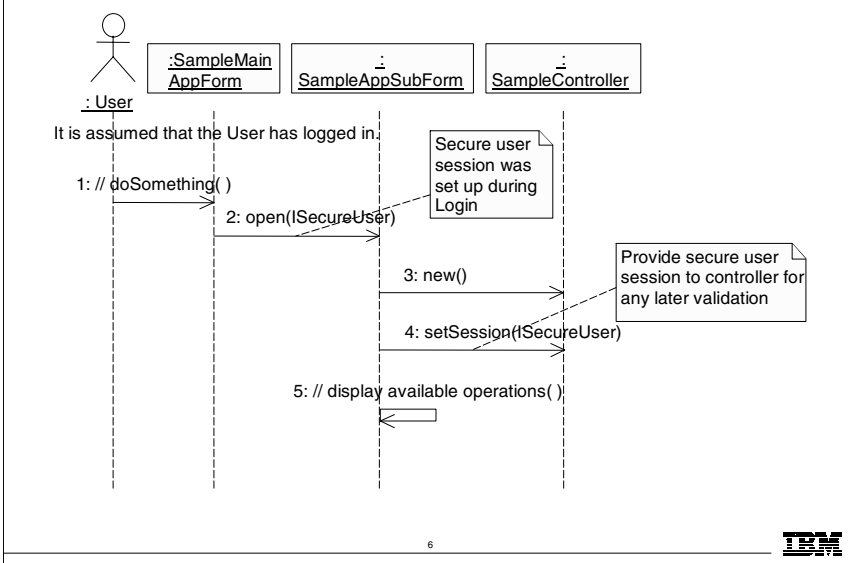 :SampleMain
AppForm
:
SampleAppSubForm
:
SampleController
: User
It is assumed that the User has logged in.
Secure user
session was
set up during
Login
1: // doSomething( )
2: open(ISecureUser)
Provide secure user
session to controller for
any later validation
3: new()
4: setSession(ISecureUser)
5: // display available operations( )
6
IBM